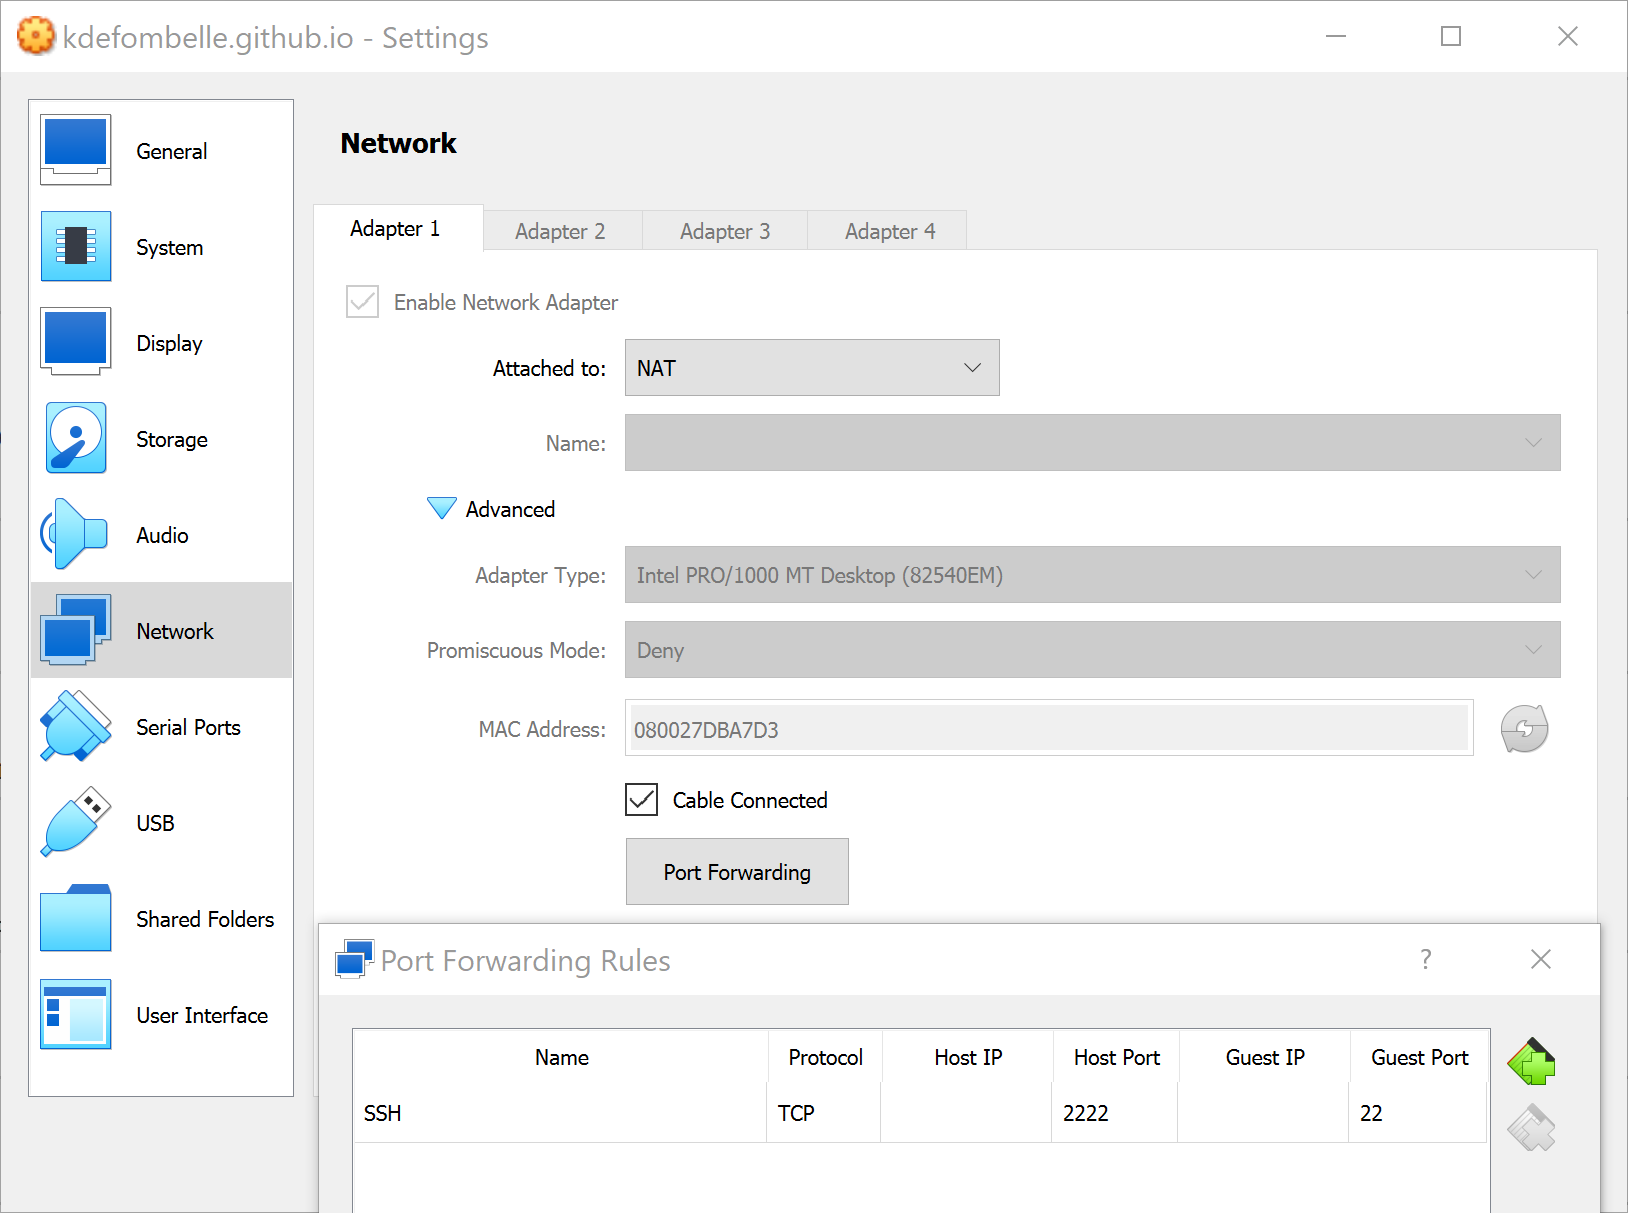 kdefombelle.github.io - Settings
General
System
Display
Storage
Audio
Network
Serial Ports
USB
Shared Folders
User Interface
Network
Adapter 1 Adapter 2 Adapter 3 Adapter 4
Enable Network Adapter
Attached to: NAT
Name:
Advanced
Adapter Type: Intel PRO/1000 MT Desktop (82540EM)
Promiscuous Mode: Deny
MAC Address: 080027DBA7D3
Cable Connected
Port Forwarding
Port Forwarding Rules ?
Name Protocol Host IP Host Port Guest IP Guest Port
SSH TCP 2222 22